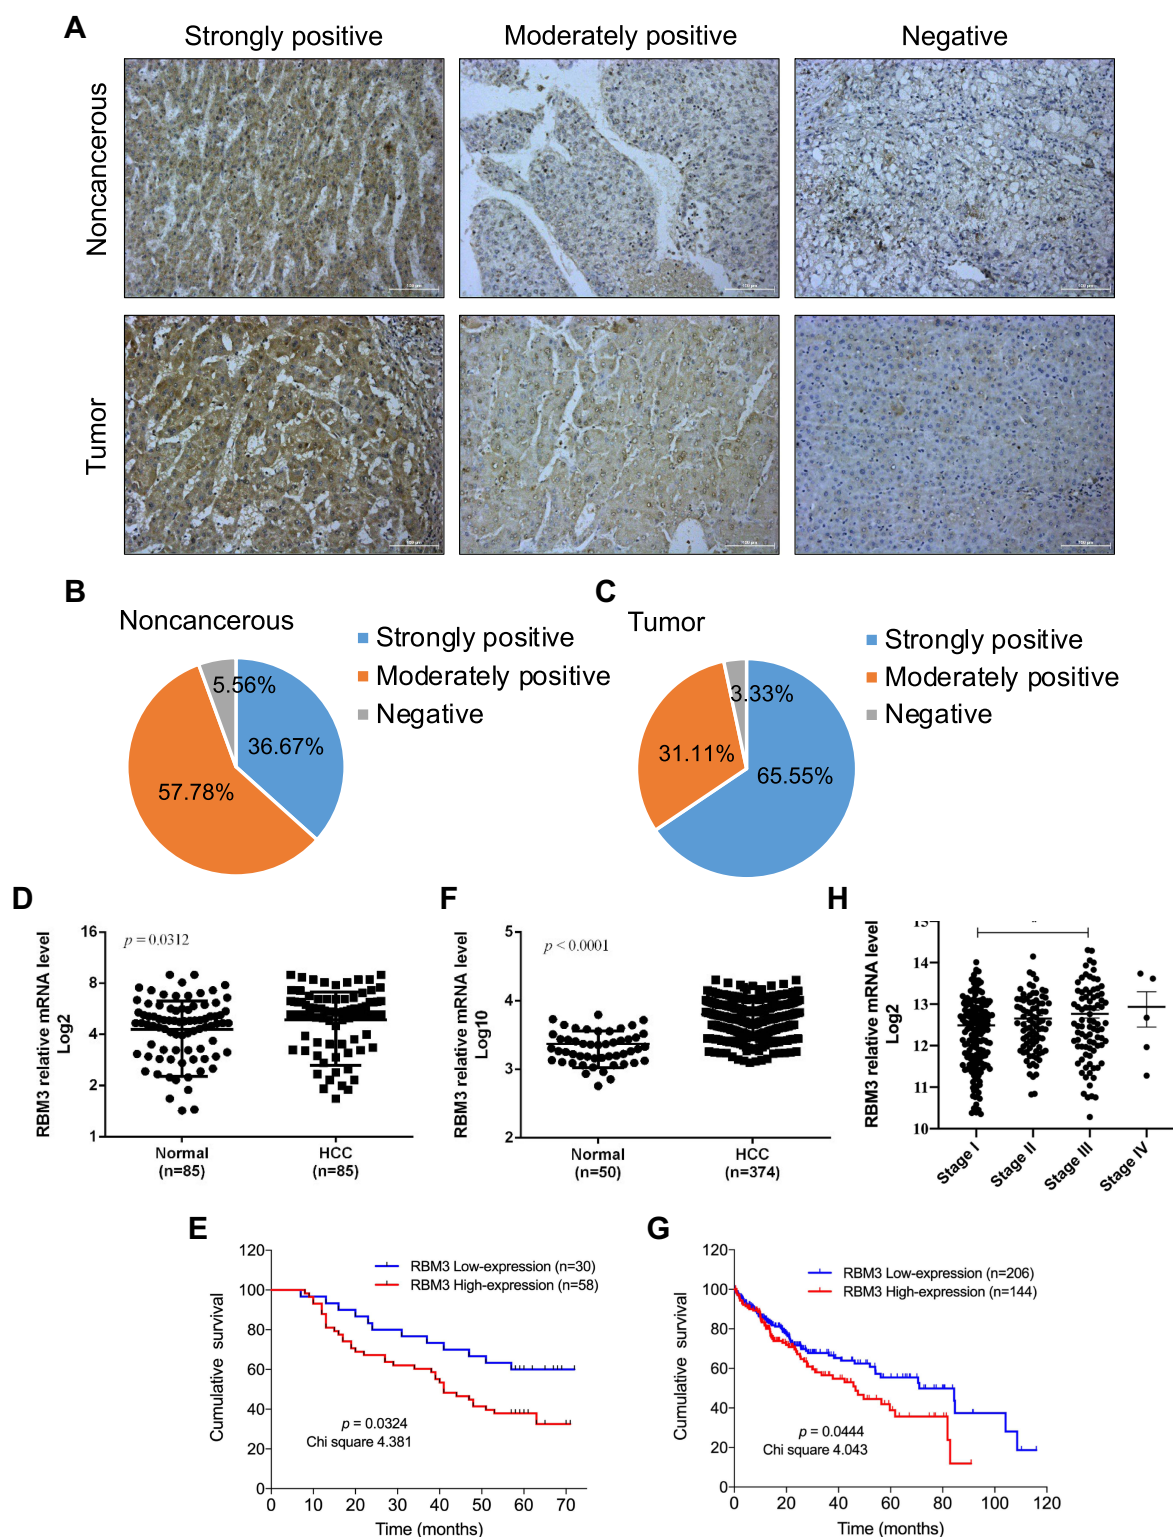 A
Strongly positive
Moderately positive
Negative
Noncancerous
Tumor
B
Noncancerous
Strongly positive
Moderately positive
Negative
5.56%
36.67%
57.78%
C
Tumor
Strongly positive
Moderately positive
Negative
3.33%
31.11%
65.55%
D
RBM3 relative mRNA level
Log2
16
8
4
2
1
p = 0.0312
Normal
(n=85)
HCC
(n=85)
F
RBM3 relative mRNA level
Log10
5
4
3
2
p < 0.0001
Normal
(n=50)
HCC
(n=374)
H
RBM3 relative mRNA level
Log2
15
14
13
12
11
10
Stage I
Stage II
Stage III
Stage IV
E
Cumulative survival
120
100
80
60
40
20
0
RBM3 Low-expression (n=30)
RBM3 High-expression (n=58)
p = 0.0324
Chi square 4.381
0 10 20 30 40 50 60 70
Time (months)
G
Cumulative survival
120
100
80
60
40
20
0
RBM3 Low-expression (n=206)
RBM3 High-expression (n=144)
p = 0.0444
Chi square 4.043
0 20 40 60 80 100 120
Time (months)